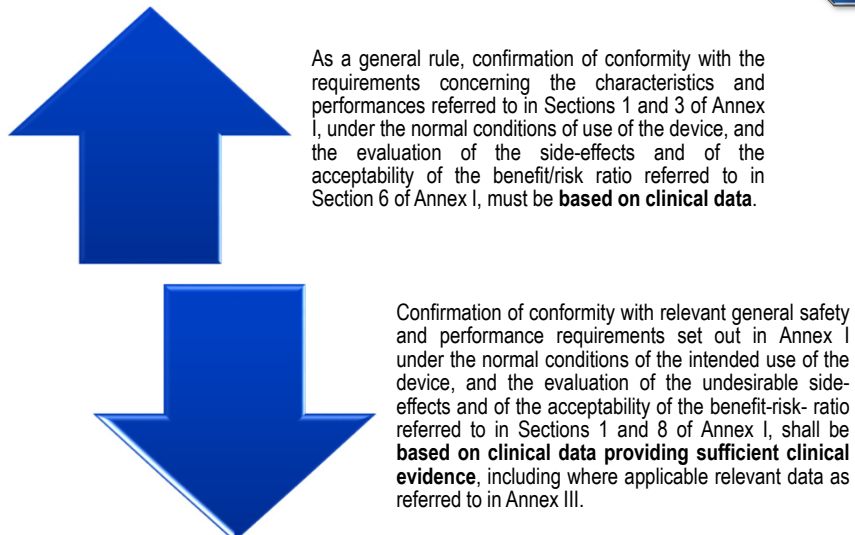 As a general rule, confirmation of conformity with the
requirements concerning the characteristics and
performances referred to in Sections 1 and 3 of Annex
I, under the normal conditions of use of the device, and
the evaluation of the side-effects and of the
acceptability of the benefit/risk ratio referred to in
Section 6 of Annex I, must be based on clinical data.
Confirmation of conformity with relevant general safety
and performance requirements set out in Annex I
under the normal conditions of the intended use of the
device, and the evaluation of the undesirable side-
effects and of the acceptability of the benefit-risk- ratio
referred to in Sections 1 and 8 of Annex I, shall be
based on clinical data providing sufficient clinical
evidence, including where applicable relevant data as
referred to in Annex III.